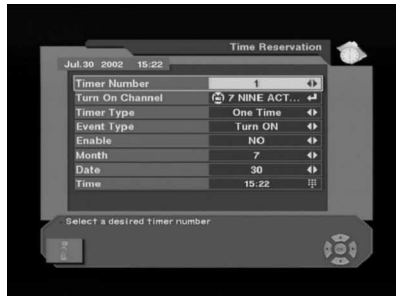 Time Reservation
Jul.30 2002 15:22
Timer Number 1
Turn On Channel 7 NINE ACT...
Timer Type One Time
Event Type Turn ON
Enable NO
Month 7
Date 30
Time 15:22
Select a desired timer number
OK